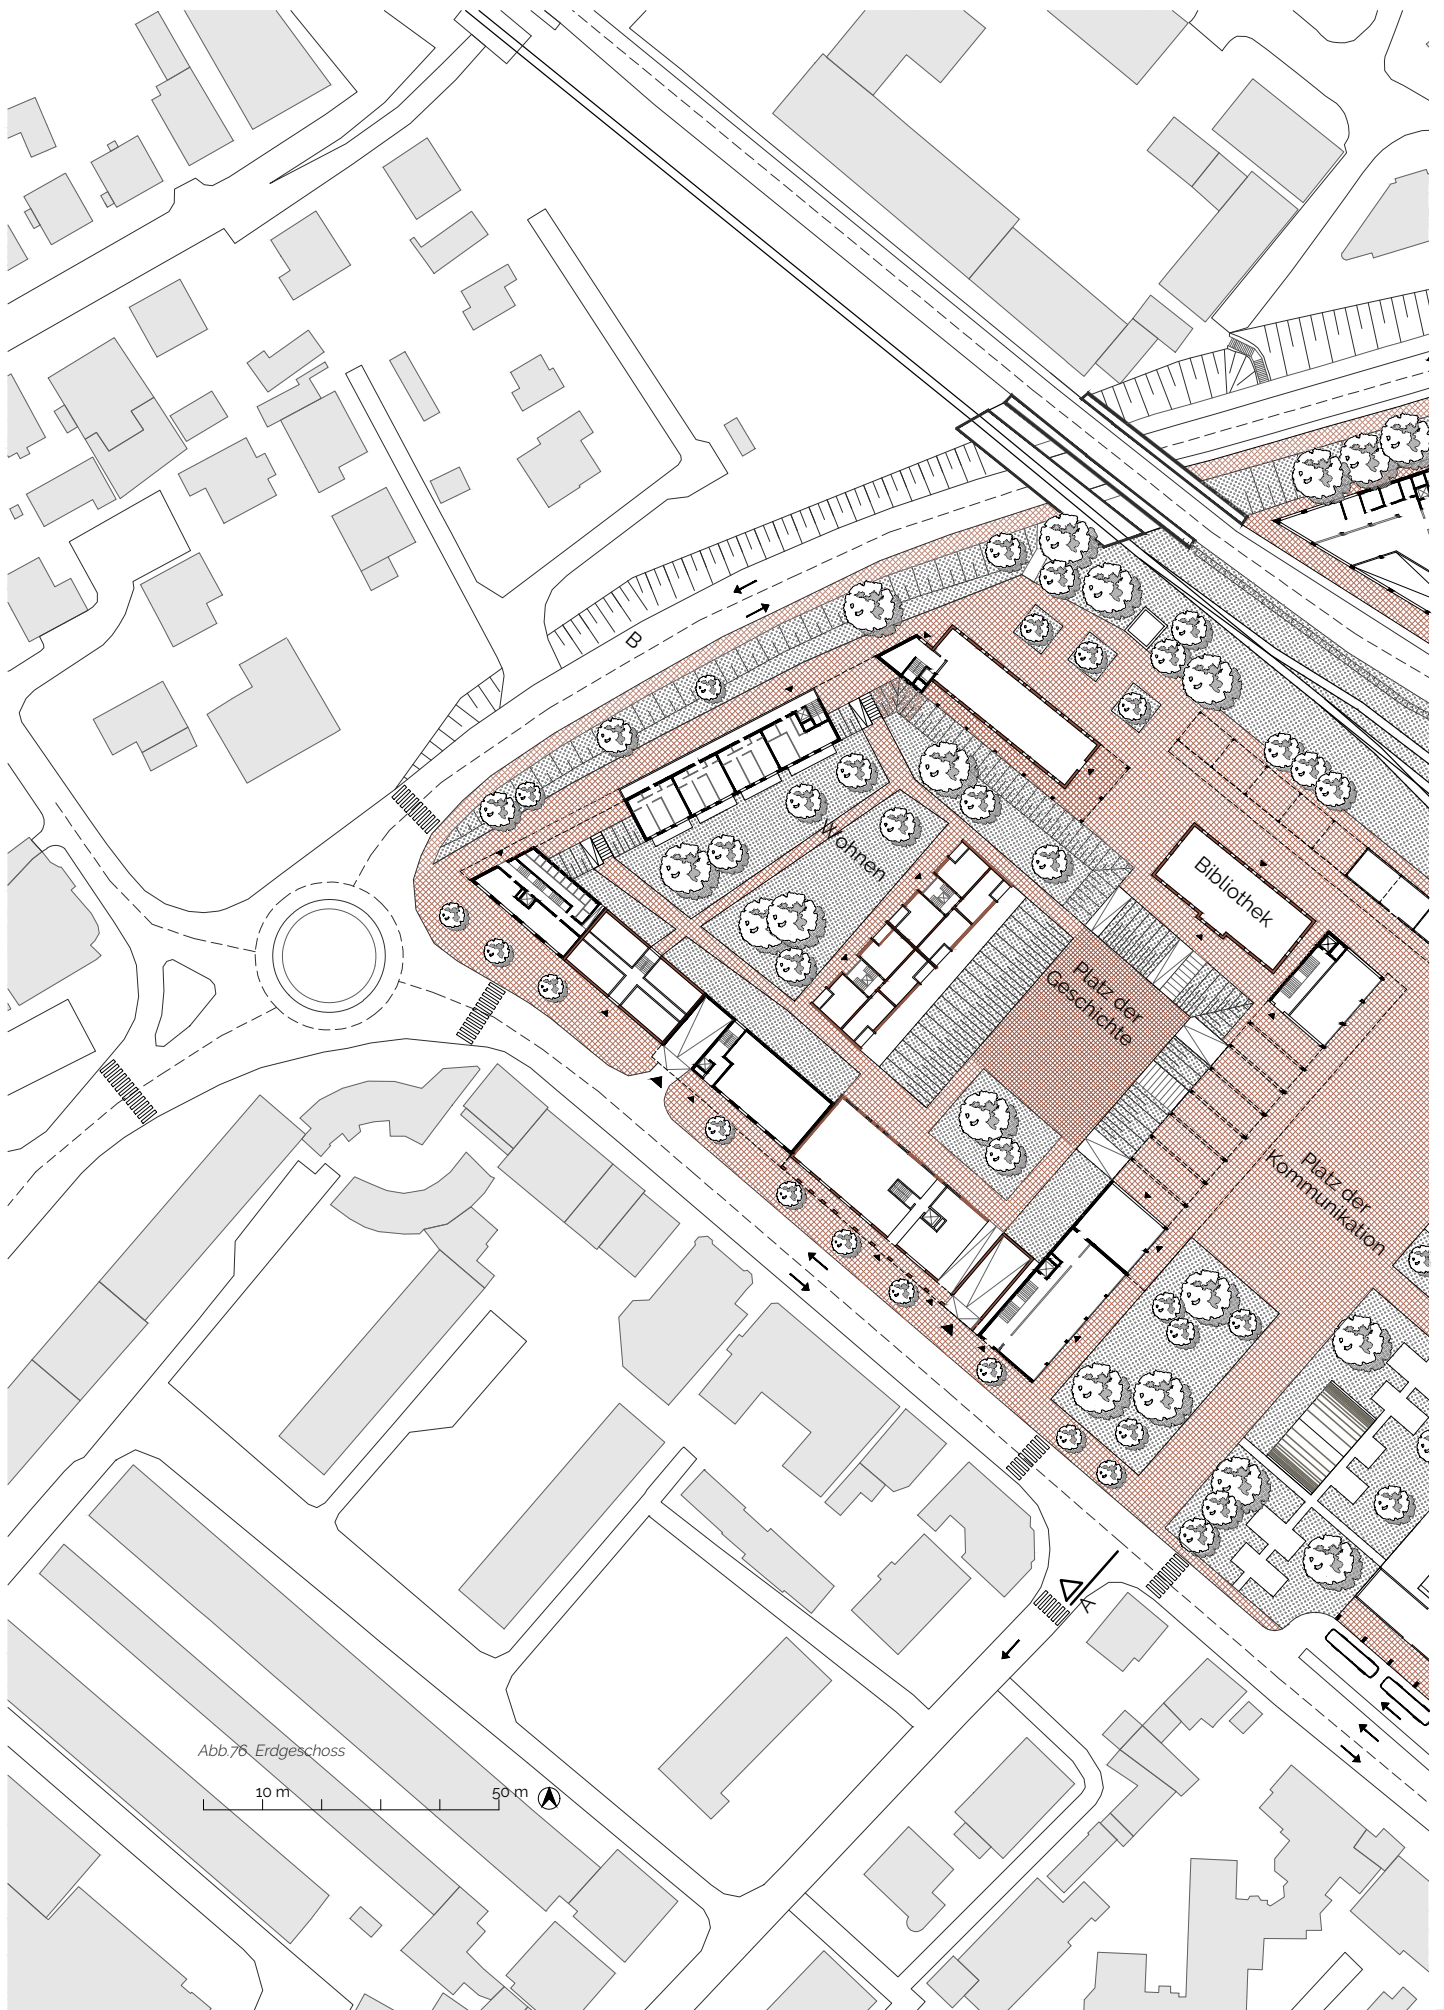 B
Wohnen
Bibliothek
Platz der
Geschichte
Platz der
Kommunikation
A
Abb.76 Erdgeschoss
10 m
50 m